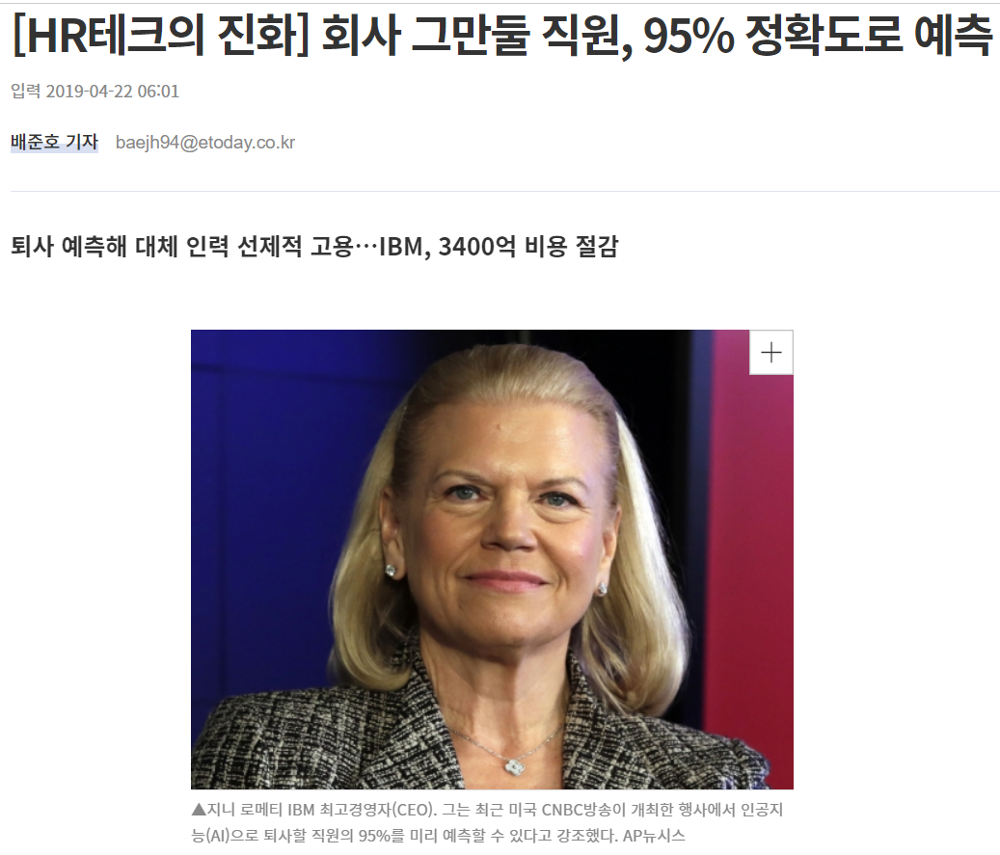 [HR테크의 진화] 회사 그만둘 직원, 95% 정확도로 예측
입력 2019-04-22 06:01
배준호 기자 baejh94@etoday.co.kr
퇴사 예측해 대체 인력 선제적 고용…IBM, 3400억 비용 절감
▲지니 로메티 IBM 최고경영자(CEO). 그는 최근 미국 CNBC방송이 개최한 행사에서 인공지
능(AI)으로 퇴사할 직원의 95%를 미리 예측할 수 있다고 강조했다. AP뉴시스